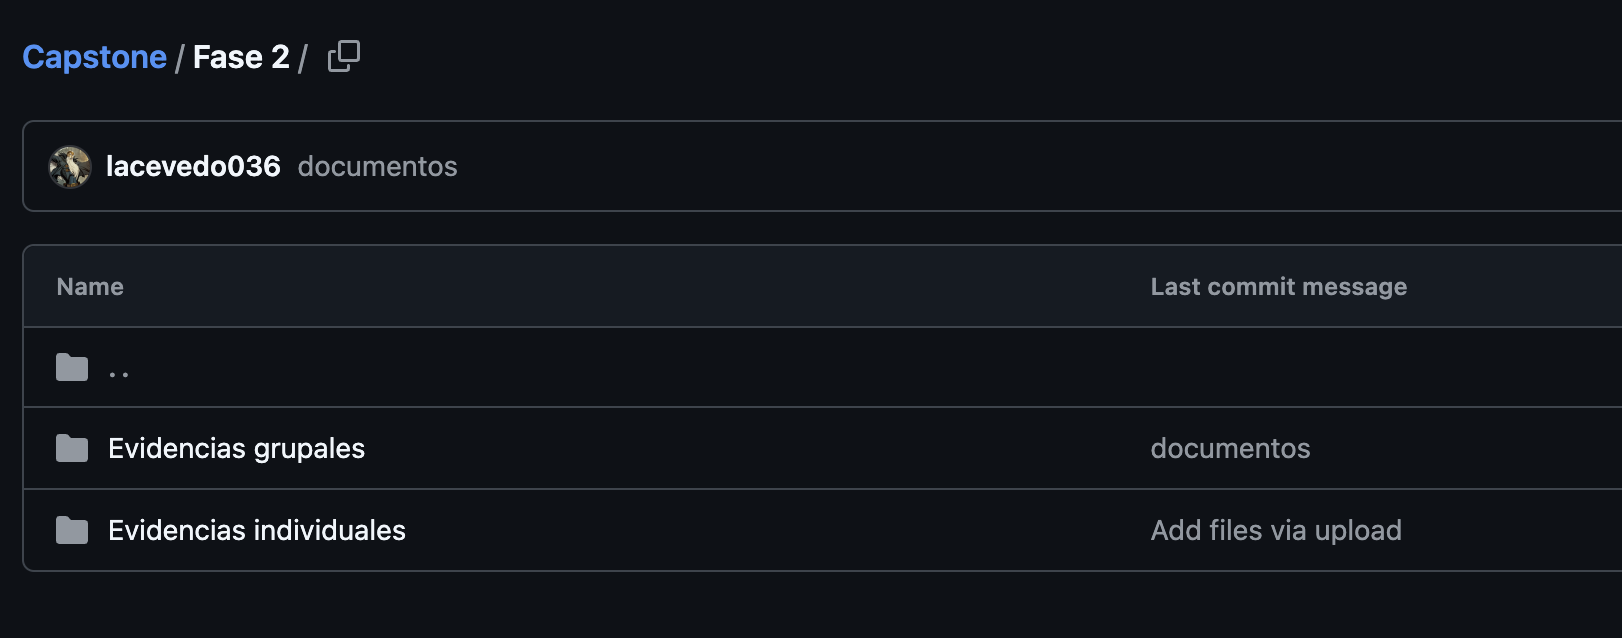 Capstone / Fase 2 /
lacevedo036 documentos
Name Last commit message
..
Evidencias grupales documentos
Evidencias individuales Add files via upload